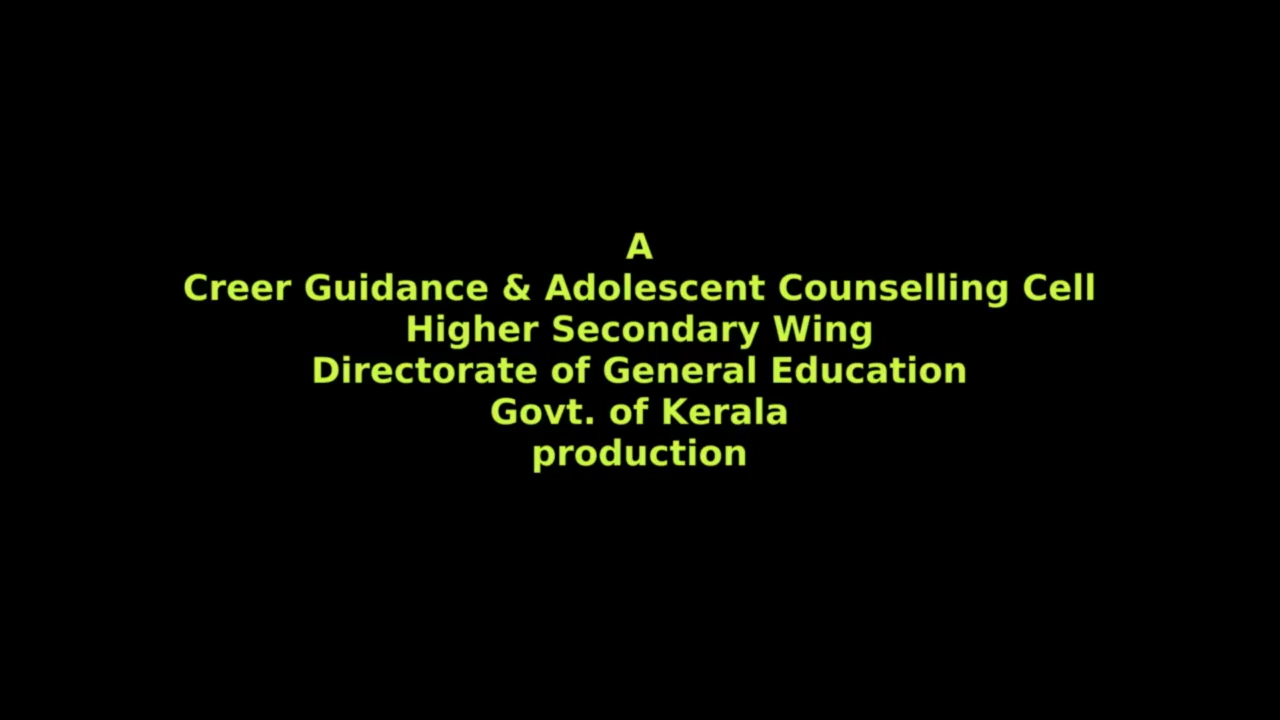 A
Creer Guidance & Adolescent Counselling Cell
Higher Secondary Wing
Directorate of General Education
Govt. of Kerala
production